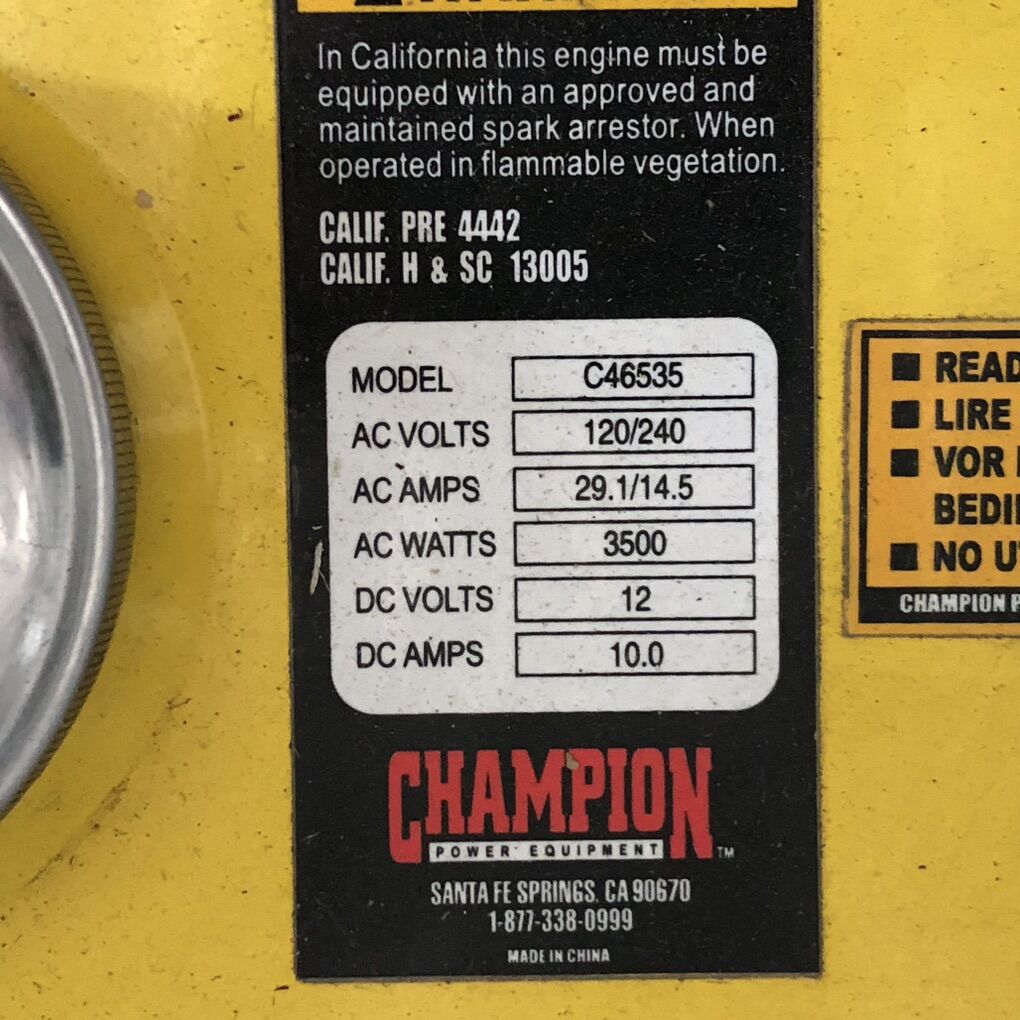 In California this engine must be
equipped with an approved and
maintained spark arrestor. When
operated in flammable vegetation.
CALIF. PRE 4442
CALIF. H & SC 13005
MODEL C46535
AC VOLTS 120/240
AC AMPS 29.1/14.5
AC WATTS 3500
DC VOLTS 12
DC AMPS 10.0
CHAMPION
POWER EQUIPMENT TM
SANTA FE SPRINGS, CA 90670
1-877-338-0999
MADE IN CHINA
■ READ
■ LIRE
■ VOR
BEDI
■ NO U
CHAMPION P